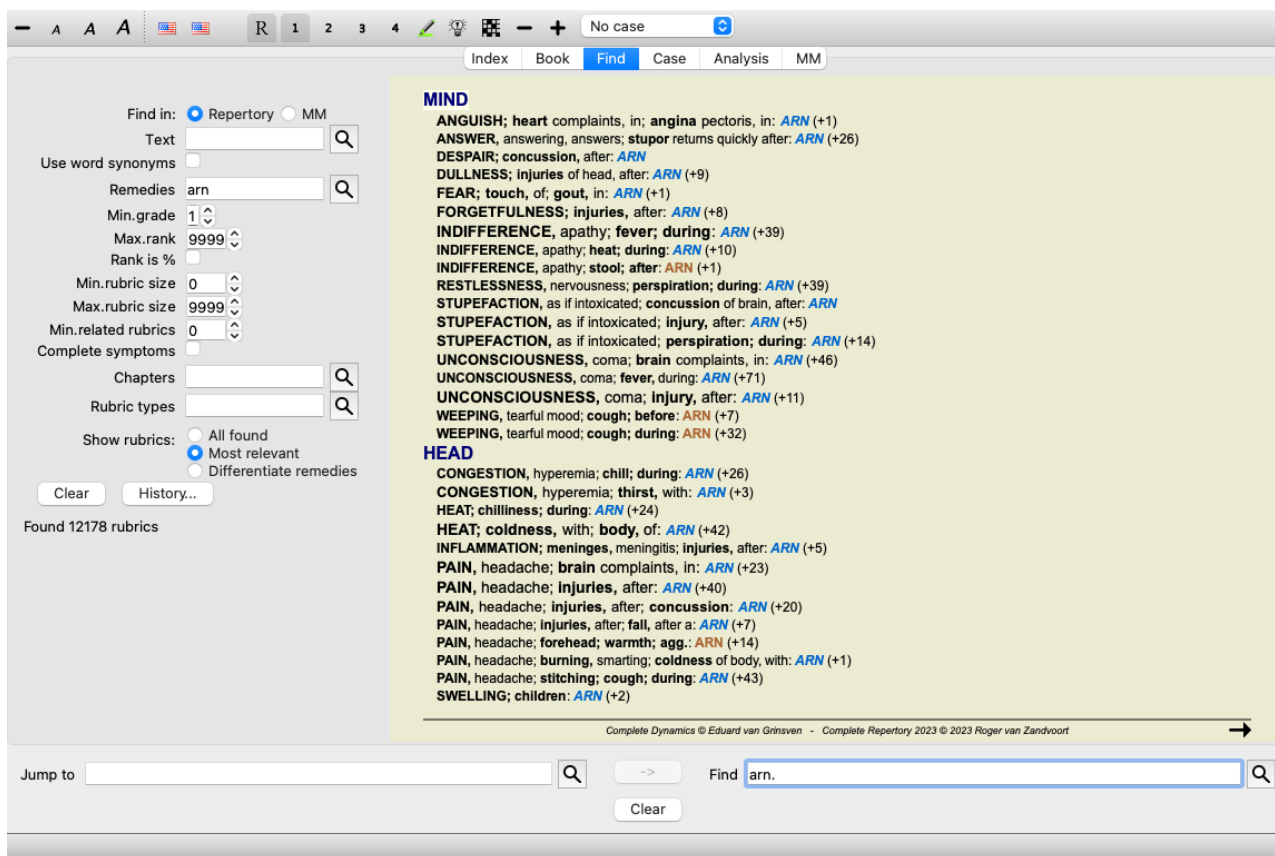 A A A R 1 2 3 4 No case
Index Book Find Case Analysis MM
Find in: Repertory MM
Text
Use word synonyms
Remedies arn
Min.grade 1
Max.rank 9999
Rank is %
Min.rubric size 0
Max.rubric size 9999
Min.related rubrics 0
Complete symptoms
Chapters
Rubric types
Show rubrics: All found
Most relevant
Differentiate remedies
Clear History...
Found 12178 rubrics
MIND
ANGUISH; heart complaints, in; angina pectoris, in: ARN (+1)
ANSWER, answering, answers; stupor returns quickly after: ARN (+26)
DESPAIR; concussion, after: ARN
DULLNESS; injuries of head, after: ARN (+9)
FEAR; touch, of; gout, in: ARN (+1)
FORGETFULNESS; injuries, after: ARN (+8)
INDIFFERENCE, apathy; fever; during: ARN (+39)
INDIFFERENCE, apathy; heat; during: ARN (+10)
INDIFFERENCE, apathy; stool; after: ARN (+1)
RESTLESSNESS, nervousness; perspiration; during: ARN (+39)
STUPEFACTION, as if intoxicated; concussion of brain, after: ARN
STUPEFACTION, as if intoxicated; injury, after: ARN (+5)
STUPEFACTION, as if intoxicated; perspiration; during: ARN (+14)
UNCONSCIOUSNESS, coma; brain complaints, in: ARN (+46)
UNCONSCIOUSNESS, coma; fever, during: ARN (+71)
UNCONSCIOUSNESS, coma; injury, after: ARN (+11)
WEEPING, tearful mood; cough; before: ARN (+7)
WEEPING, tearful mood; cough; during: ARN (+32)
HEAD
CONGESTION, hyperemia; chill; during: ARN (+26)
CONGESTION, hyperemia; thirst, with: ARN (+3)
HEAT; chilliness; during: ARN (+24)
HEAT; coldness, with; body, of: ARN (+42)
INFLAMMATION; meninges, meningitis; injuries, after: ARN (+5)
PAIN, headache; brain complaints, in: ARN (+23)
PAIN, headache; injuries, after: ARN (+40)
PAIN, headache; injuries, after; concussion: ARN (+20)
PAIN, headache; injuries, after; fall, after a: ARN (+7)
PAIN, headache; forehead; warmth; agg.: ARN (+14)
PAIN, headache; burning, smarting; coldness of body, with: ARN (+1)
PAIN, headache; stitching; cough; during: ARN (+43)
SWELLING; children: ARN (+2)
Complete Dynamics © Eduard van Grinsven - Complete Repertory 2023 © 2023 Roger van Zandvoort
Jump to -> Find arn.
Clear